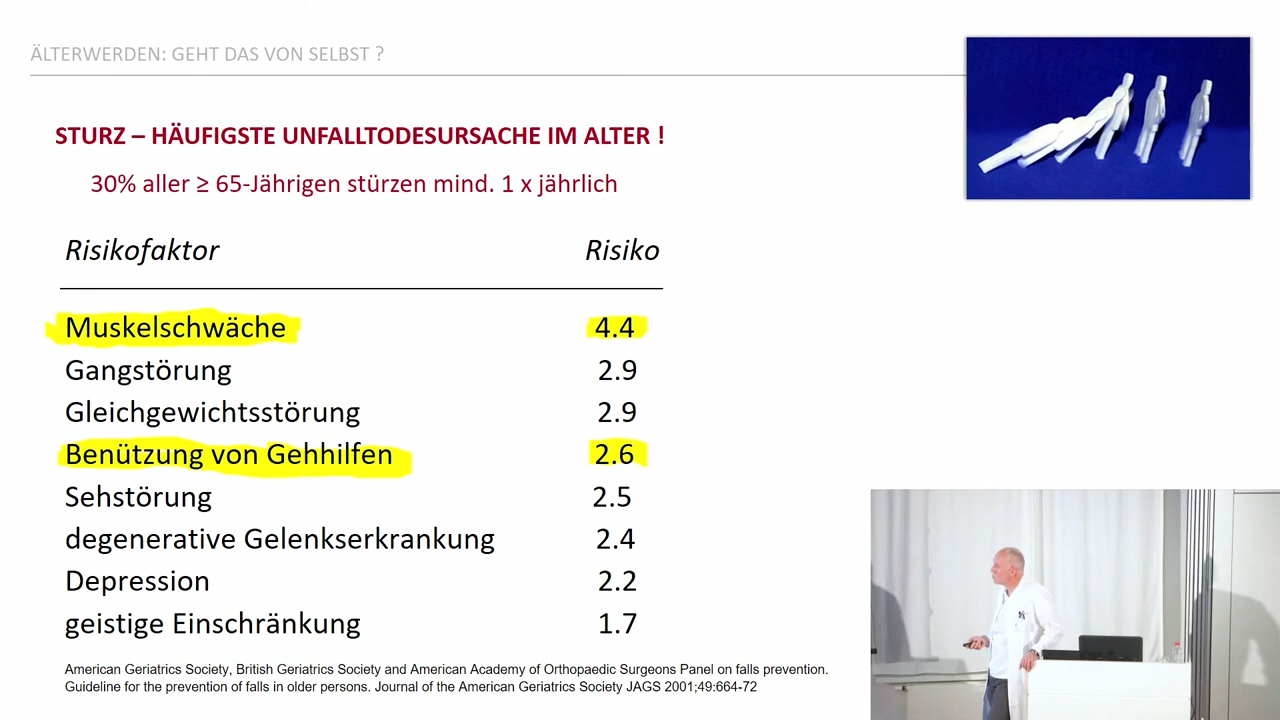 ÄLTERWERDEN: GEHT DAS VON SELBST ?
STURZ – HÄUFIGSTE UNFALLTODESURSACHE IM ALTER !
30% aller ≥ 65-Jährigen stürzen mind. 1 x jährlich
Risikofaktor Risiko
Muskelschwäche 4.4
Gangstörung 2.9
Gleichgewichtsstörung 2.9
Benützung von Gehhilfen 2.6
Sehstörung 2.5
degenerative Gelenkserkrankung 2.4
Depression 2.2
geistige Einschränkung 1.7
American Geriatrics Society, British Geriatrics Society and American Academy of Orthopaedic Surgeons Panel on falls prevention.
Guideline for the prevention of falls in older persons. Journal of the American Geriatrics Society JAGS 2001;49:664-72